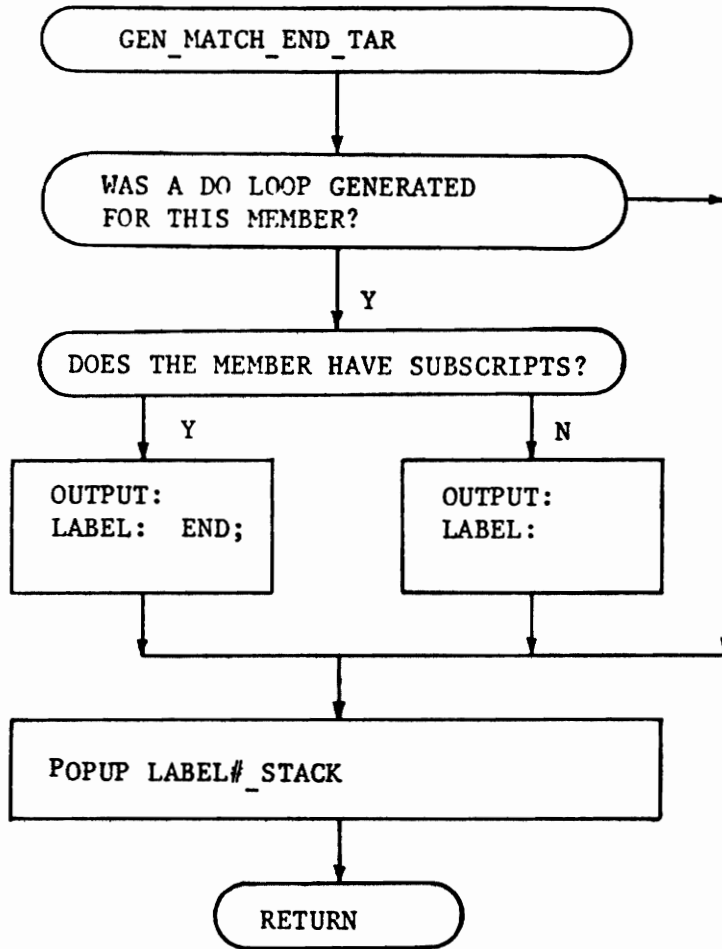 GEN_MATCH_END_TAR
WAS A DO LOOP GENERATED
FOR THIS MEMBER?
Y
DOES THE MEMBER HAVE SUBSCRIPTS?
Y
N
OUTPUT:
LABEL: END;
OUTPUT:
LABEL:
POPUP LABEL#_STACK
RETURN